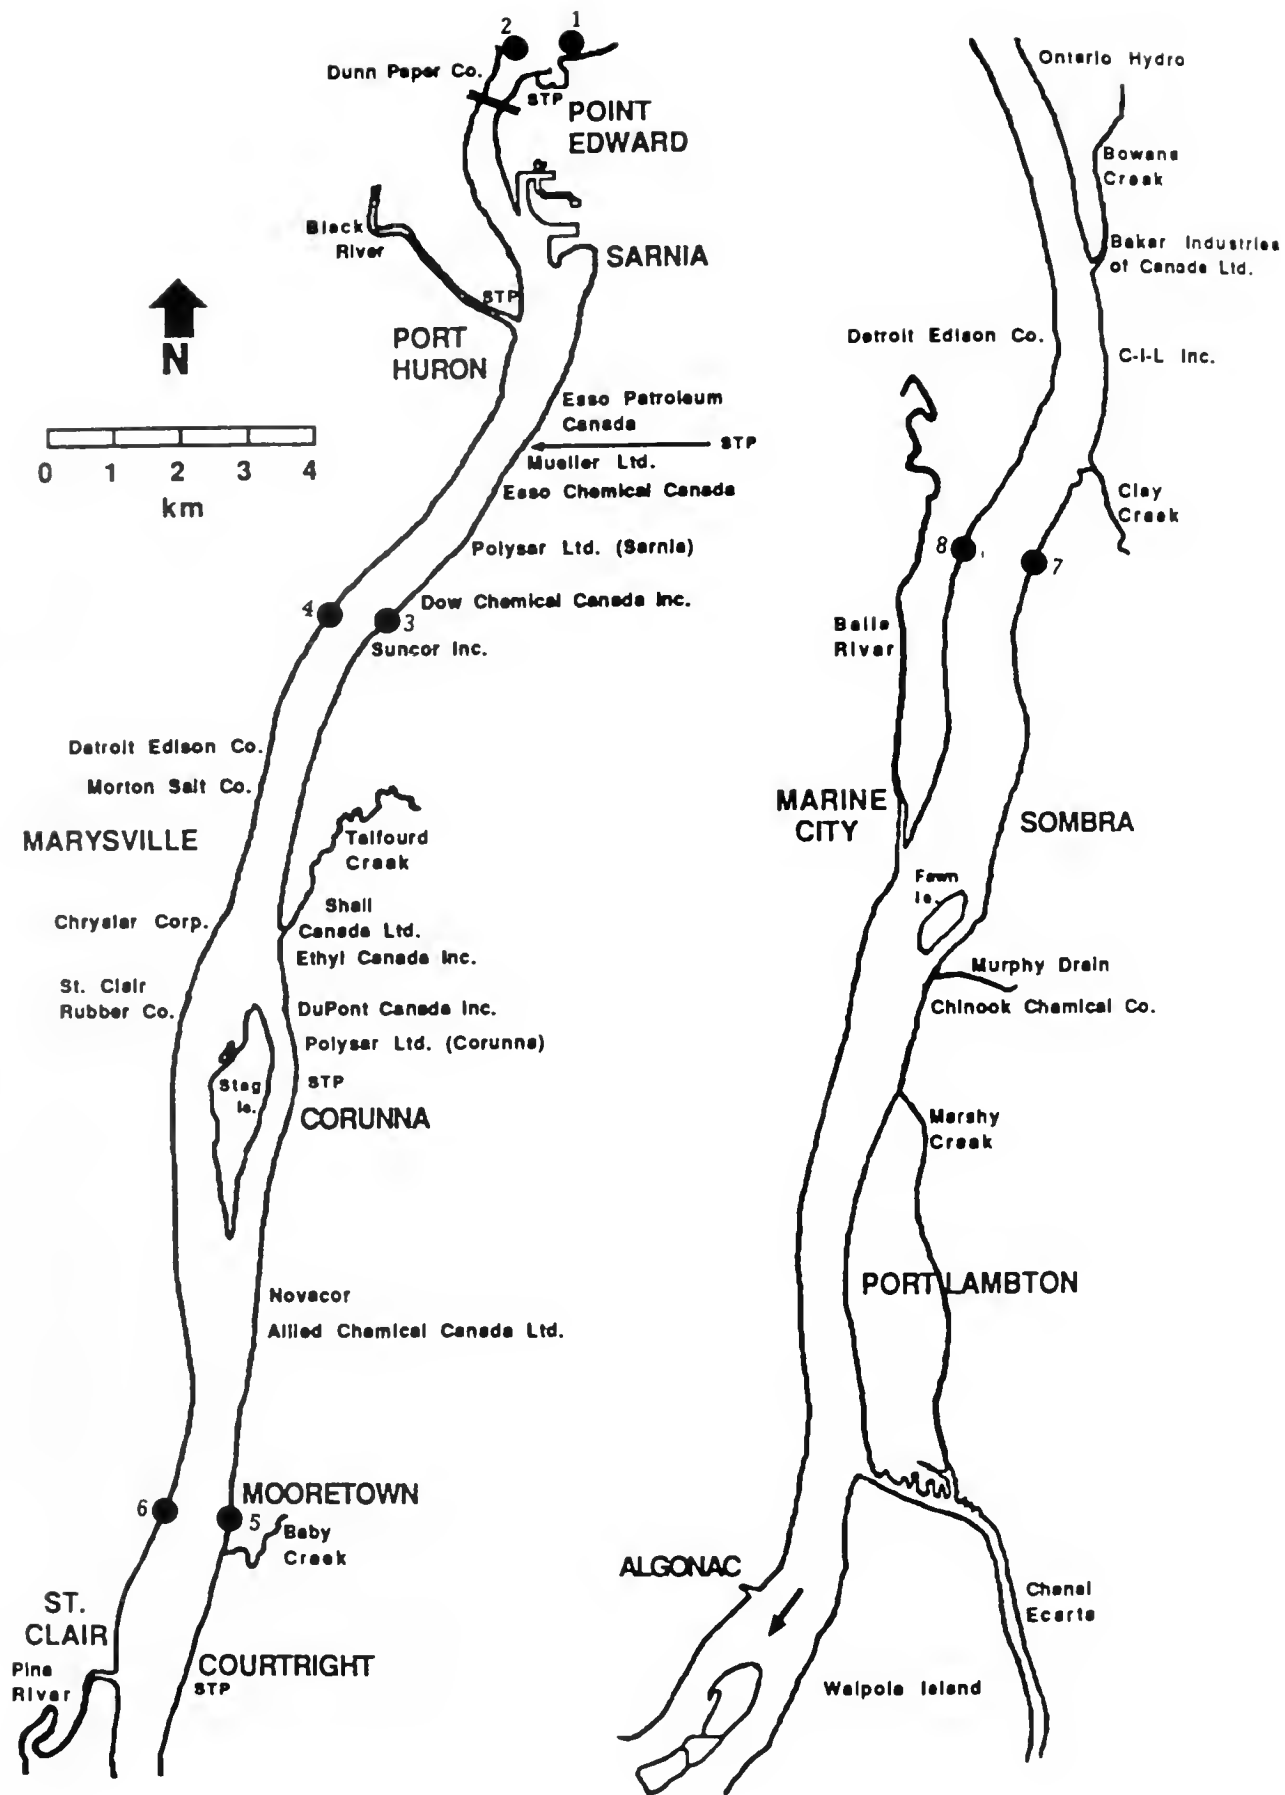 2
1
Dunn Paper Co.
STP
POINT
EDWARD
Black
River
SARNIA
STP
N
PORT
HURON
0 1 2 3 4
km
Esso Petroleum
Canada
STP
Mueller Ltd.
Esso Chemical Canada
Polysar Ltd. (Sarnia)
4
Dow Chemical Canada Inc.
3
Suncor Inc.
Detroit Edison Co.
Morton Salt Co.
MARYSVILLE
Talfourd
Creek
Chrysler Corp.
Shell
Canada Ltd.
Ethyl Canada Inc.
St. Clair
Rubber Co.
DuPont Canada Inc.
Polysar Ltd. (Corunna)
Stag
Is.
STP
CORUNNA
Novacor
Allied Chemical Canada Ltd.
6
MOORETOWN
5
Baby
Creek
ST.
CLAIR
Pine
River
COURTRIGHT
STP
Ontario Hydro
Bowens
Creek
Baker Industries
of Canada Ltd.
Detroit Edison Co.
C-I-L Inc.
Clay
Creek
8
7
Belle
River
MARINE
CITY
SOMBRA
Fawn
Is.
Murphy Drain
Chinook Chemical Co.
Marshy
Creek
PORT LAMBTON
ALGONAC
Chenal
Ecarte
Walpole Island